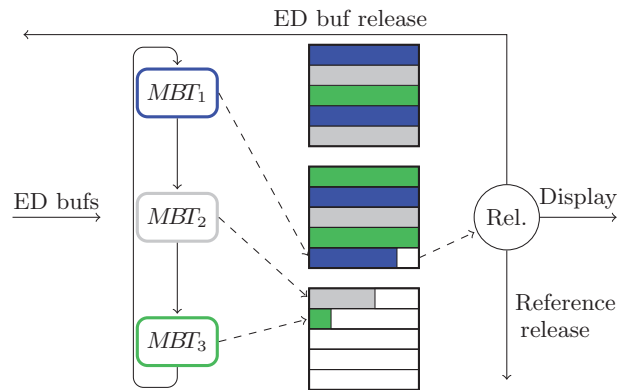 ED buf release
MBT1
ED bufs
MBT2
Rel.
Display
Reference
release
MBT3